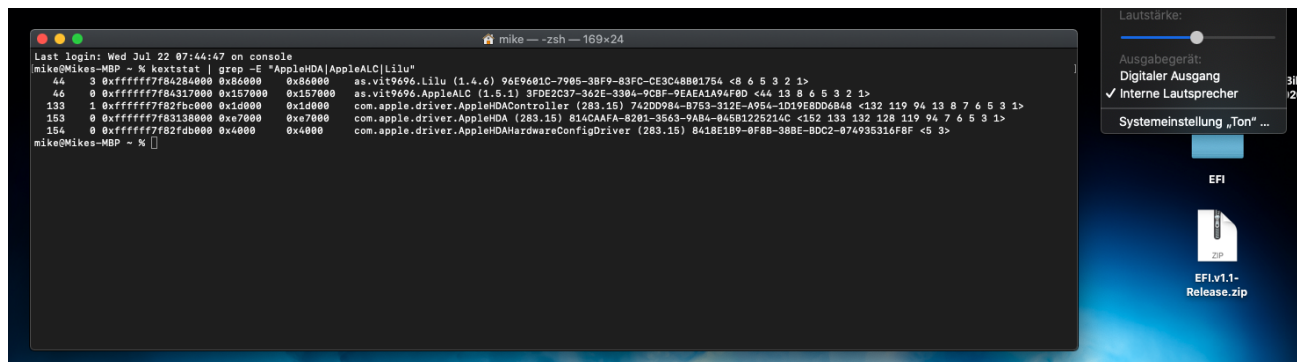 mike — -zsh — 169×24
Last login: Wed Jul 22 07:44:47 on console
[mike@Mikes-MBP ~ % kextstat | grep -E "AppleHDA|AppleALC|Lilu" ]
44 3 0xffffff7f84284000 0x86000 0x86000 as.vit9696.Lilu (1.4.6) 96E9601C-7905-3BF9-83FC-CE3C48B01754 <8 6 5 3 2 1>
46 0 0xffffff7f84317000 0x157000 0x157000 as.vit9696.AppleALC (1.5.1) 3FDE2C37-362E-3304-9CBF-9EAEA1A94F0D <44 13 8 6 5 3 2 1>
133 1 0xffffff7f82fbc000 0x1d000 0x1d000 com.apple.driver.AppleHDAController (283.15) 742DD984-B753-312E-A954-1D19E8DD6B48 <132 119 94 13 8 7 6 5 3 1>
153 0 0xffffff7f83138000 0xe7000 0xe7000 com.apple.driver.AppleHDA (283.15) 814CAAFA-8201-3563-9AB4-045B1225214C <152 133 132 128 119 94 7 6 5 3 1>
154 0 0xffffff7f82fdb000 0x4000 0x4000 com.apple.driver.AppleHDAHardwareConfigDriver (283.15) 8418E1B9-0F8B-38BE-BDC2-074935316F8F <5 3>
mike@Mikes-MBP ~ %
Lautstärke:
Ausgabegerät:
Digitaler Ausgang
✓ Interne Lautsprecher
Systemeinstellung „Ton“ ...
EFI
ZIP
EFI.v1.1-
Release.zip